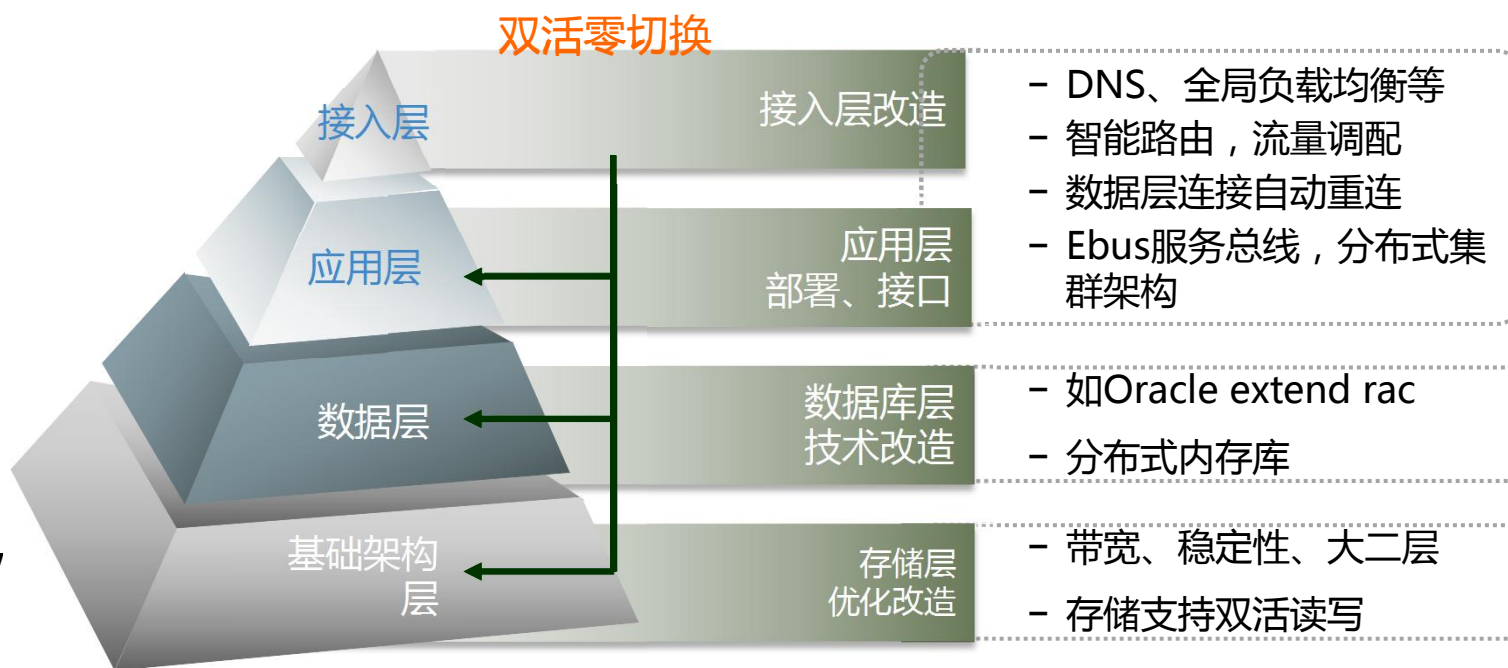 双活零切换
接入层
接入层改造
– DNS、全局负载均衡等
– 智能路由，流量调配
– 数据层连接自动重连
– Ebus服务总线，分布式集
群架构
应用层
应用层
部署、接口
数据层
数据库层
技术改造
– 如Oracle extend rac
– 分布式内存库
基础架构
层
存储层
优化改造
– 带宽、稳定性、大二层
– 存储支持双活读写